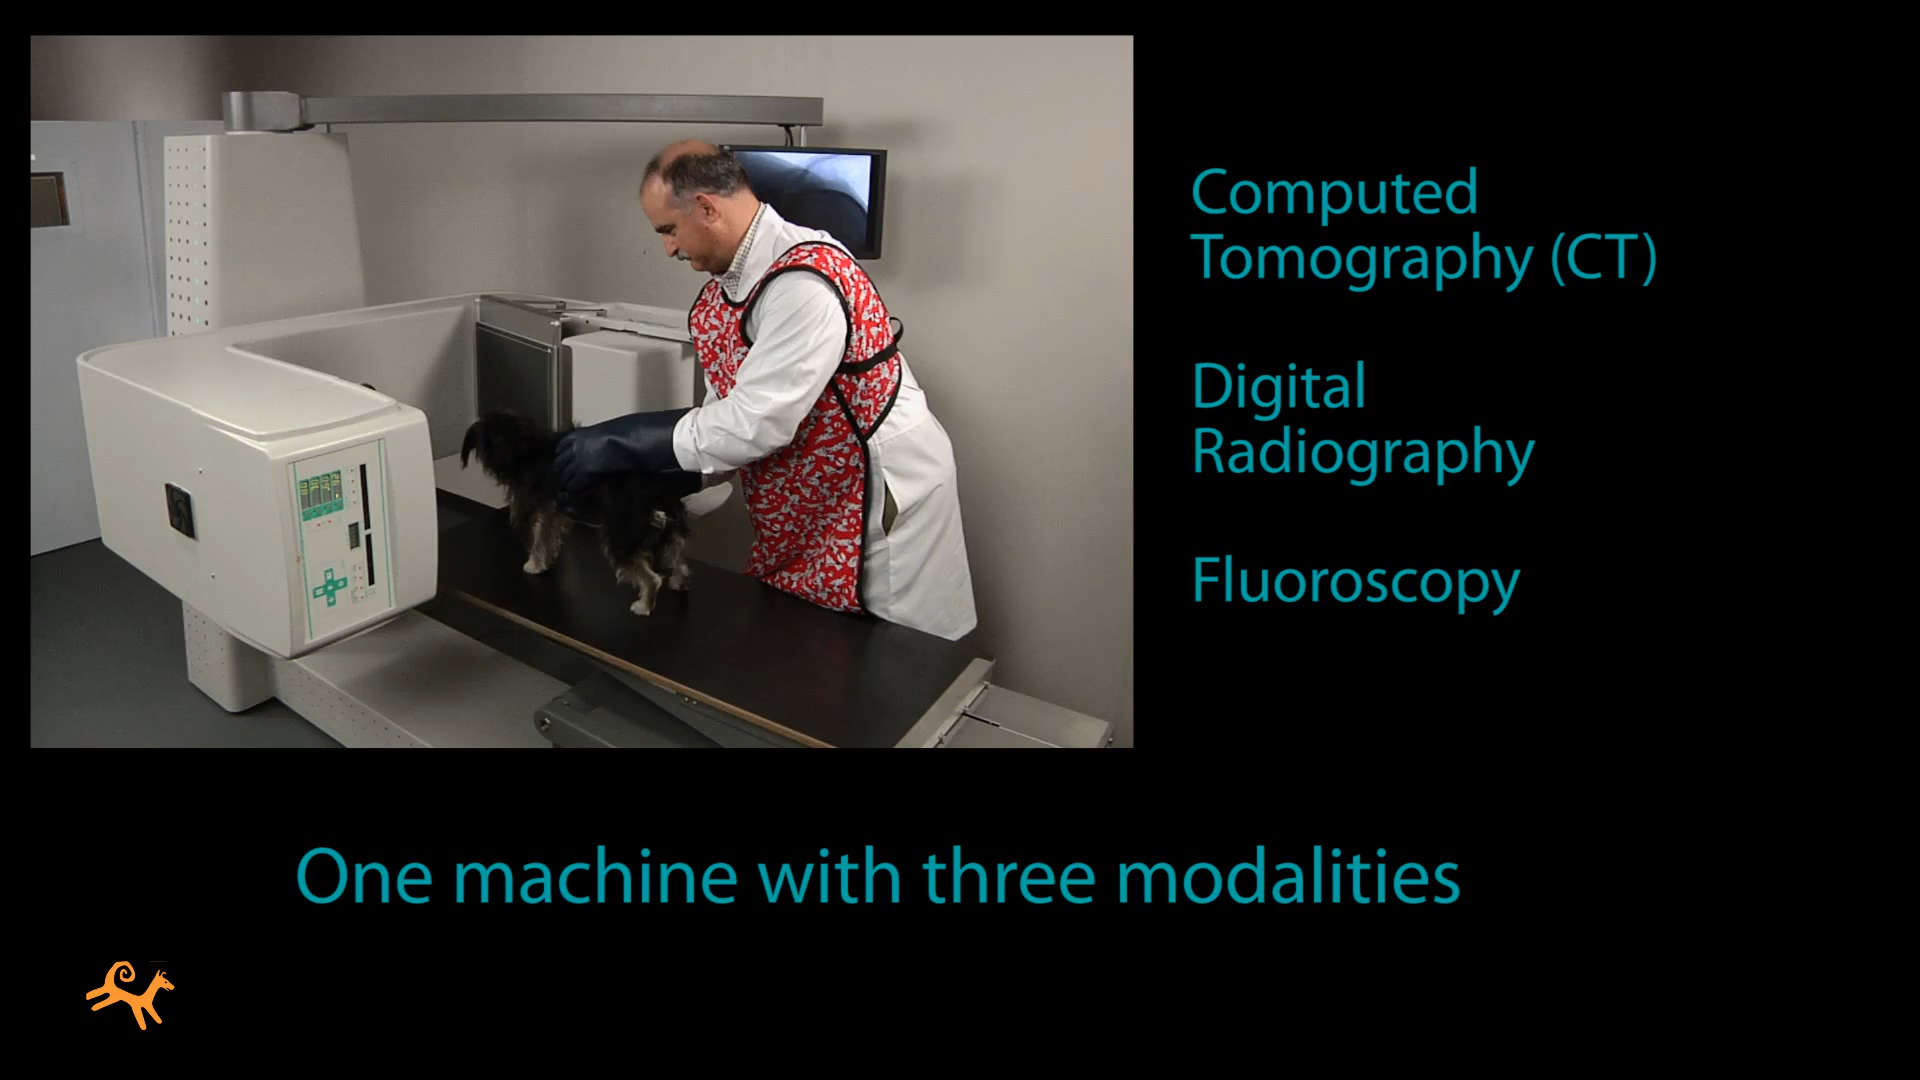 Computed
Tomography (CT)
Digital
Radiography
Fluoroscopy
One machine with three modalities